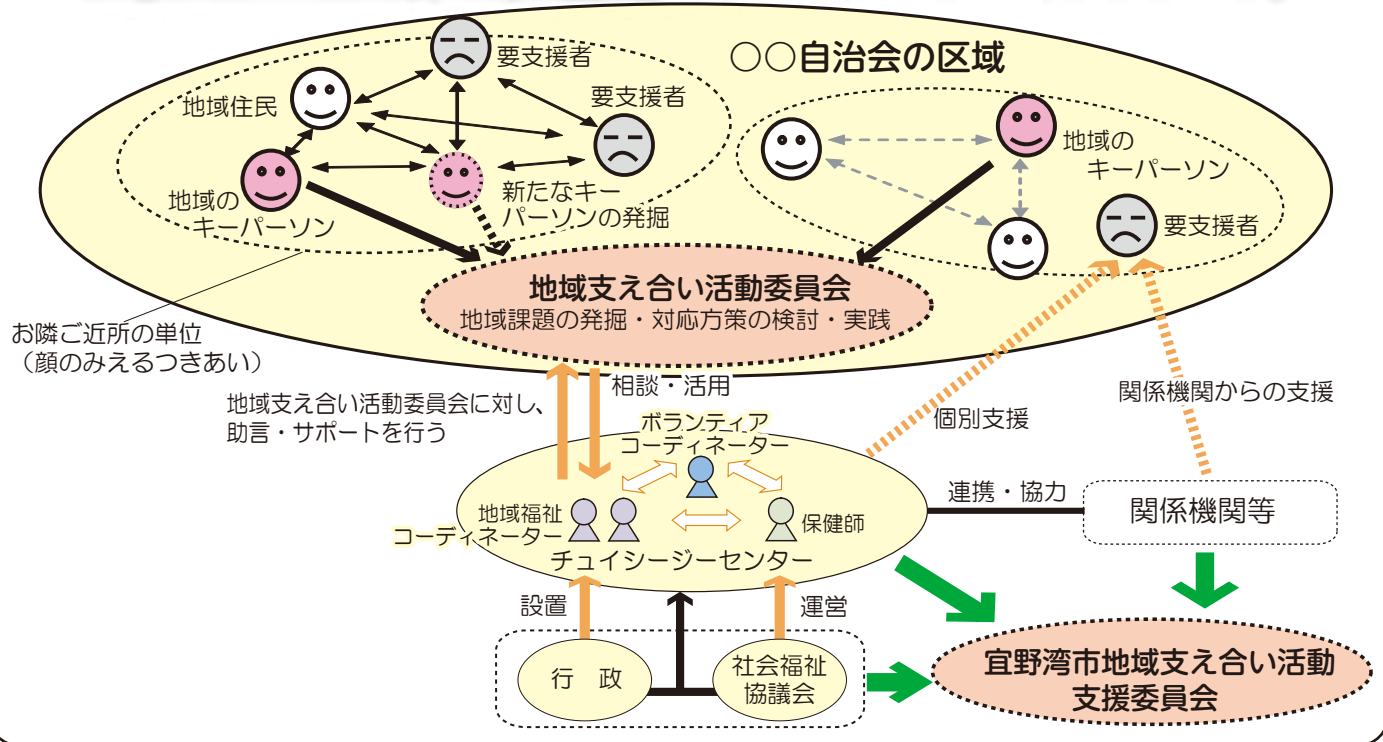 ○○自治会の区域
要支援者
地域住民
要支援者
地域の
キーパーソン
新たなキー
パーソンの発掘
地域の
キーパーソン
要支援者
地域支え合い活動委員会
地域課題の発掘・対応方策の検討・実践
お隣ご近所の単位
（顔のみえるつきあい）
地域支え合い活動委員会に対し、
助言・サポートを行う
相談・活用
個別支援
関係機関からの支援
ボランティア
コーディネーター
地域福祉
コーディネーター
保健師
チュイシージーセンター
連携・協力
関係機関等
設置
運営
行　政
社会福祉
協議会
宜野湾市地域支え合い活動
支援委員会